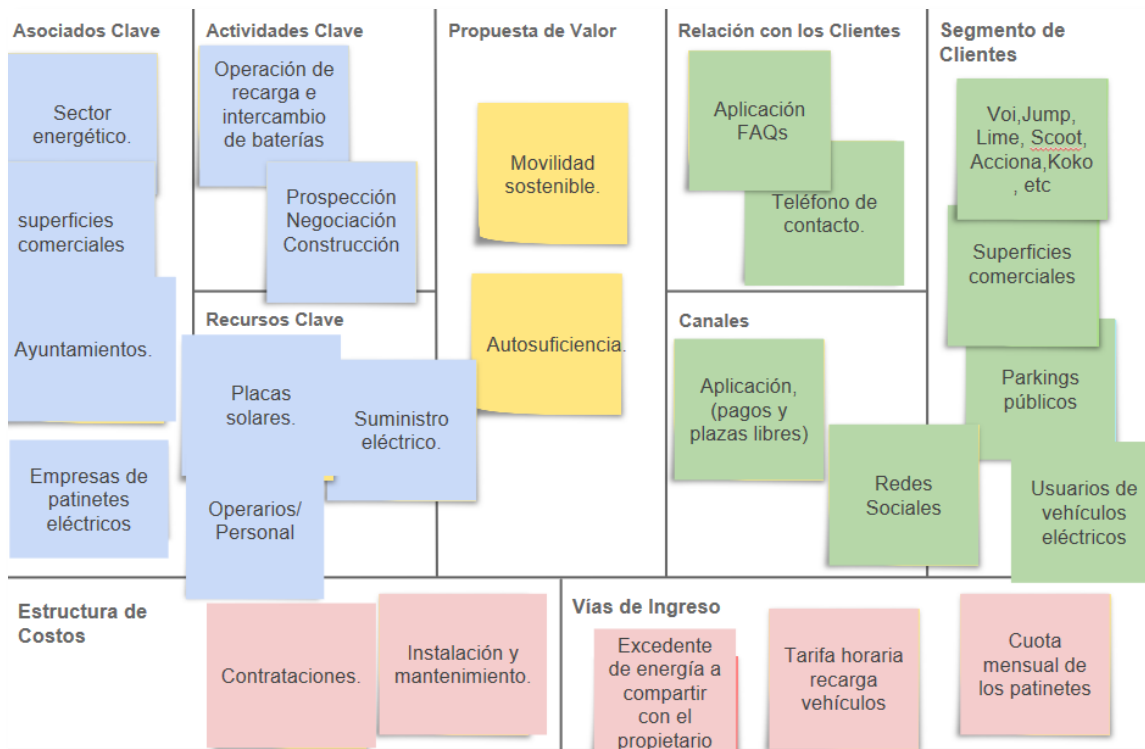 Asociados Clave
Sector
energético.
superficies
comerciales
Ayuntamientos.
Empresas de
patinetes
eléctricos
Actividades Clave
Operación de
recarga e
intercambio
de baterías
Prospección
Negociación
Construcción
Recursos Clave
Placas
solares.
Suministro
eléctrico.
Operarios/
Personal
Propuesta de Valor
Movilidad
sostenible.
Autosuficiencia.
Relación con los Clientes
Aplicación
FAQs
Teléfono de
contacto.
Canales
Aplicación,
(pagos y
plazas libres)
Redes
Sociales
Segmento de
Clientes
Voi,Jump,
Lime, Scoot,
Acciona,Koko
, etc
Superficies
comerciales
Parkings
públicos
Usuarios de
vehículos
eléctricos
Estructura de
Costos
Contrataciones.
Instalación y
mantenimiento.
Vías de Ingreso
Excedente
de energía a
compartir
con el
propietario
Tarifa horaria
recarga
vehículos
Cuota
mensual de
los patinetes